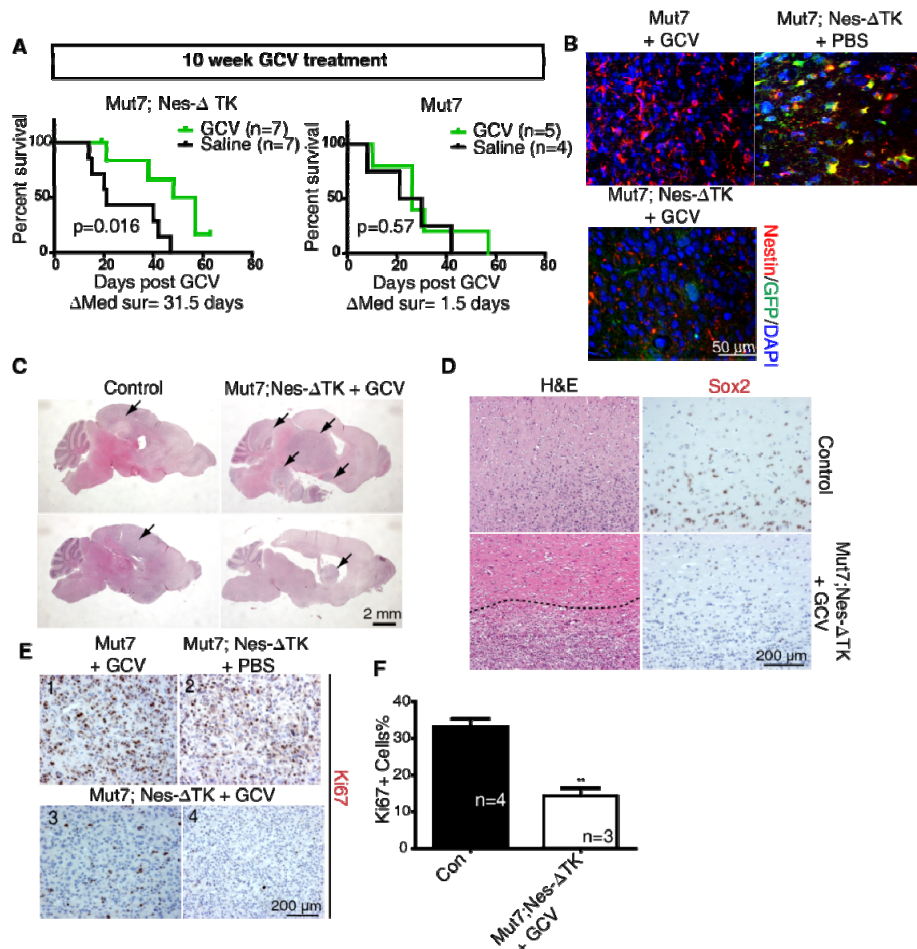 A
10 week GCV treatment
Mut7; Nes-Δ TK
GCV (n=7)
Saline (n=7)
Percent survival
100
50
0
p=0.016
0 20 40 60 80
Days post GCV
ΔMed sur= 31.5 days
Mut7
GCV (n=5)
Saline (n=4)
Percent survival
100
50
0
p=0.57
0 20 40 60 80
Days post GCV
ΔMed sur= 1.5 days
B
Mut7
+ GCV
Mut7; Nes-ΔTK
+ PBS
Mut7; Nes-ΔTK
+ GCV
Nestin/GFP/DAPI
50 µm
C
Control
Mut7;Nes-ΔTK + GCV
2 mm
D
H&E
Sox2
Control
Mut7;Nes-ΔTK
+ GCV
200 µm
E
Mut7
+ GCV
Mut7; Nes-ΔTK
+ PBS
1
2
Mut7; Nes-ΔTK + GCV
3
4
Ki67
200 µm
F
Ki67+ Cells%
40
30
20
10
0
n=4
**
n=3
Con
Mut7;Nes-ΔTK
+ GCV